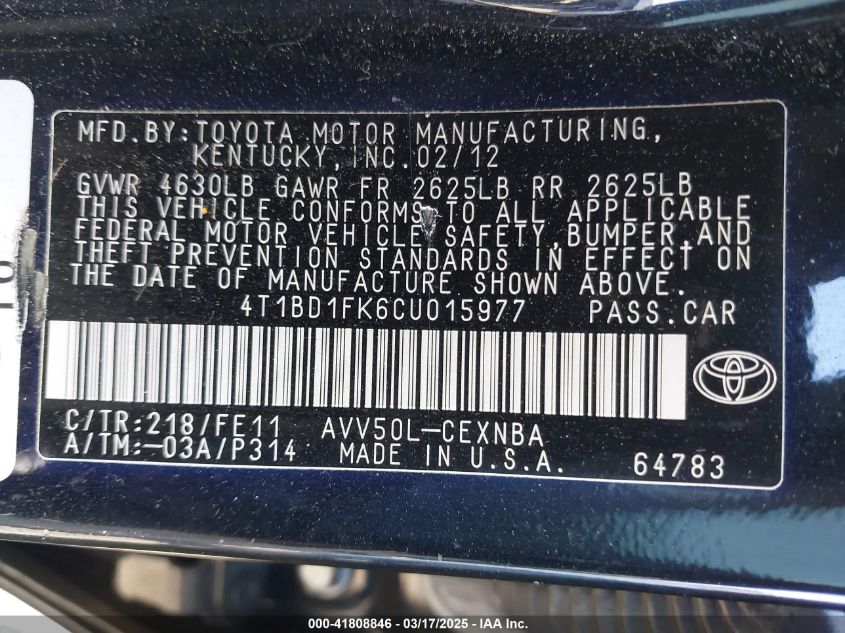 MFD.BY:TOYOTA MOTOR MANUFACTURING,
KENTUCKY, INC.02/12
GVWR 4630LB GAWR FR 2625LB RR 2625LB
THIS VEHICLE CONFORMS TO ALL APPLICABLE
FEDERAL MOTOR VEHICLE SAFETY,BUMPER,AND
THEFT PREVENTION STANDARDS IN EFFECT ON
THE DATE OF MANUFACTURE SHOWN ABOVE.
4T1BD1FK6CU015977 PASS.CAR
C/TR:218/FE11 AVV50L-CEXNBA
A/TM:-03A/P314 MADE IN U.S.A. 64783
000-41808846 / 03/17/2025 - IAA Inc.